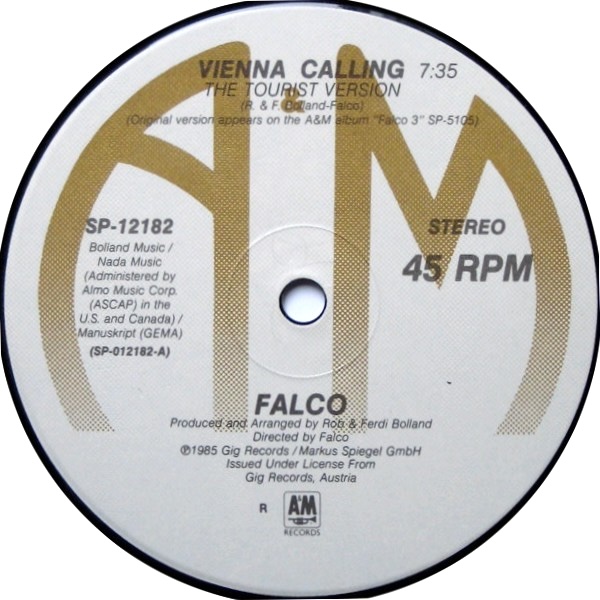 VIENNA CALLING 7:35
THE TOURIST VERSION
(R. & F. Bolland-Falco)
(Original version appears on the A&M album "Falco 3" SP-5105)
A&M
SP-12182
Bolland Music /
Nada Music
(Administered by
Almo Music Corp.
(ASCAP) in the
U.S. and Canada) /
Manuskript (GEMA)
(SP-012182-A)
STEREO
45 RPM
FALCO
Produced and Arranged by Rob & Ferdi Bolland
Directed by Falco
℗1985 Gig Records / Markus Spiegel GmbH
Issued Under License From
Gig Records, Austria
R
A&M
RECORDS